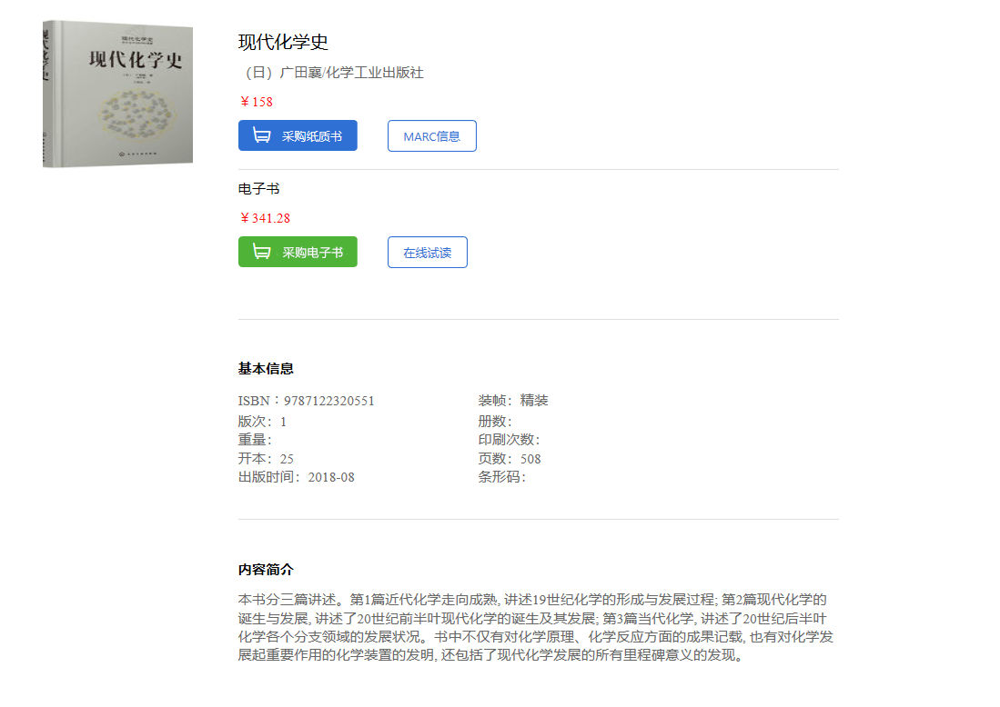 现代化学史
现代化学史
现代化学史
现代化学史
（日）广田襄/化学工业出版社
￥158
采购纸质书
MARC信息
电子书
￥341.28
采购电子书
在线试读
基本信息
ISBN：9787122320551
装帧：精装
版次：1
册数：
重量：
印刷次数：
开本：25
页数：508
出版时间：2018-08
条形码：
内容简介
本书分三篇讲述。第1篇近代化学走向成熟, 讲述19世纪化学的形成与发展过程; 第2篇现代化学的
诞生与发展, 讲述了20世纪前半叶现代化学的诞生及其发展; 第3篇当代化学, 讲述了20世纪后半叶
化学各个分支领域的发展状况。书中不仅有对化学原理、化学反应方面的成果记载, 也有对化学发
展起重要作用的化学装置的发明, 还包括了现代化学发展的所有里程碑意义的发现。